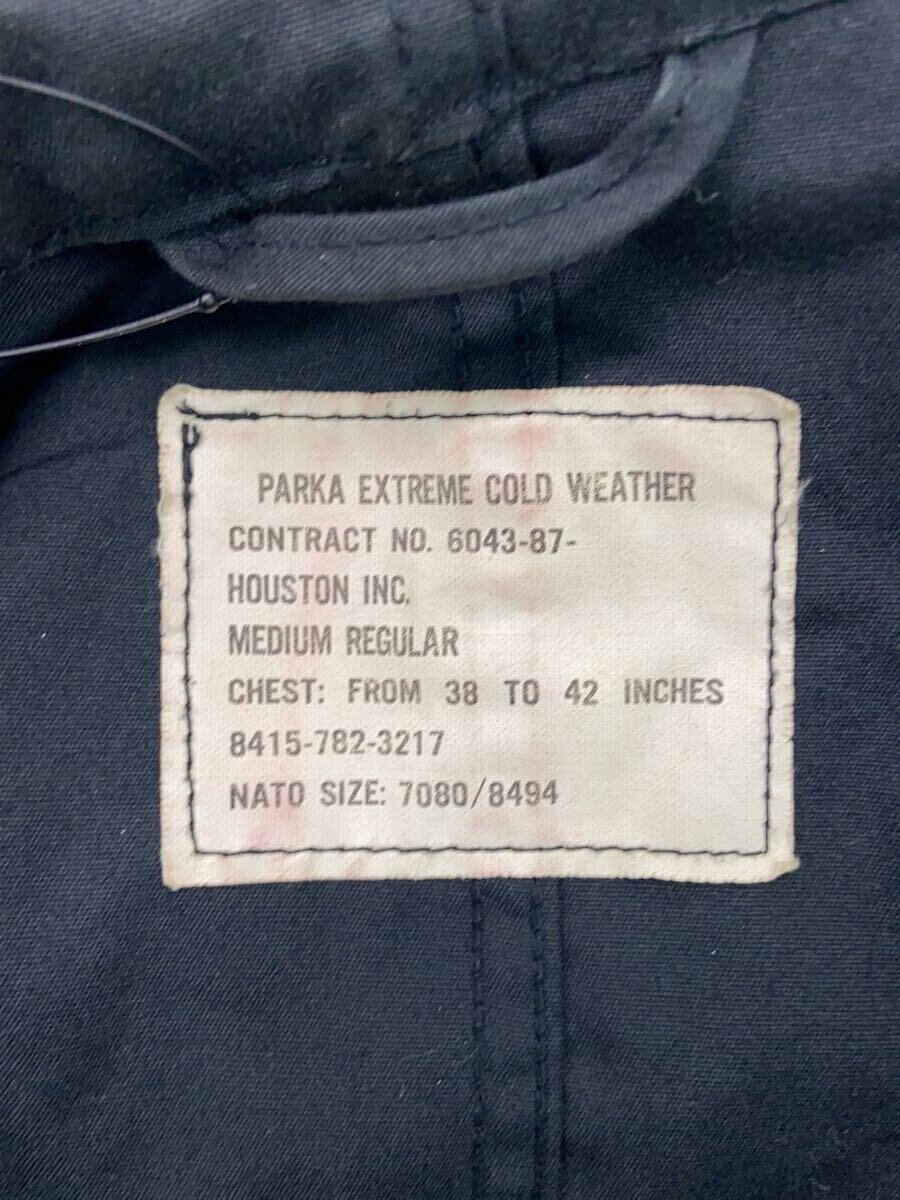 PARKA EXTREME COLD WEATHER
CONTRACT NO. 6043-87-
HOUSTON INC.
MEDIUM REGULAR
CHEST: FROM 38 TO 42 INCHES
8415-782-3217
NATO SIZE: 7080/8494